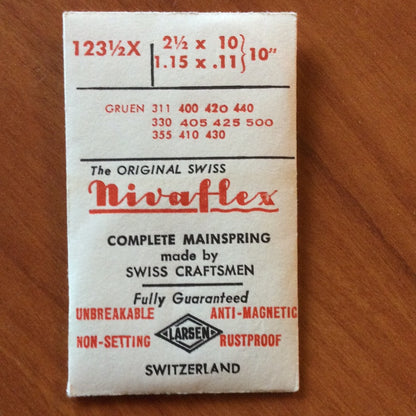 123½X 2½ x 10 } 10"
1.15 x .11
GRUEN 311 400 420 440
330 405 425 500
355 410 430
The ORIGINAL SWISS
Nivaflex
COMPLETE MAINSPRING
made by
SWISS CRAFTSMEN
Fully Guaranteed
UNBREAKABLE ANTI-MAGNETIC
NON-SETTING LARSEN RUSTPROOF
SWITZERLAND